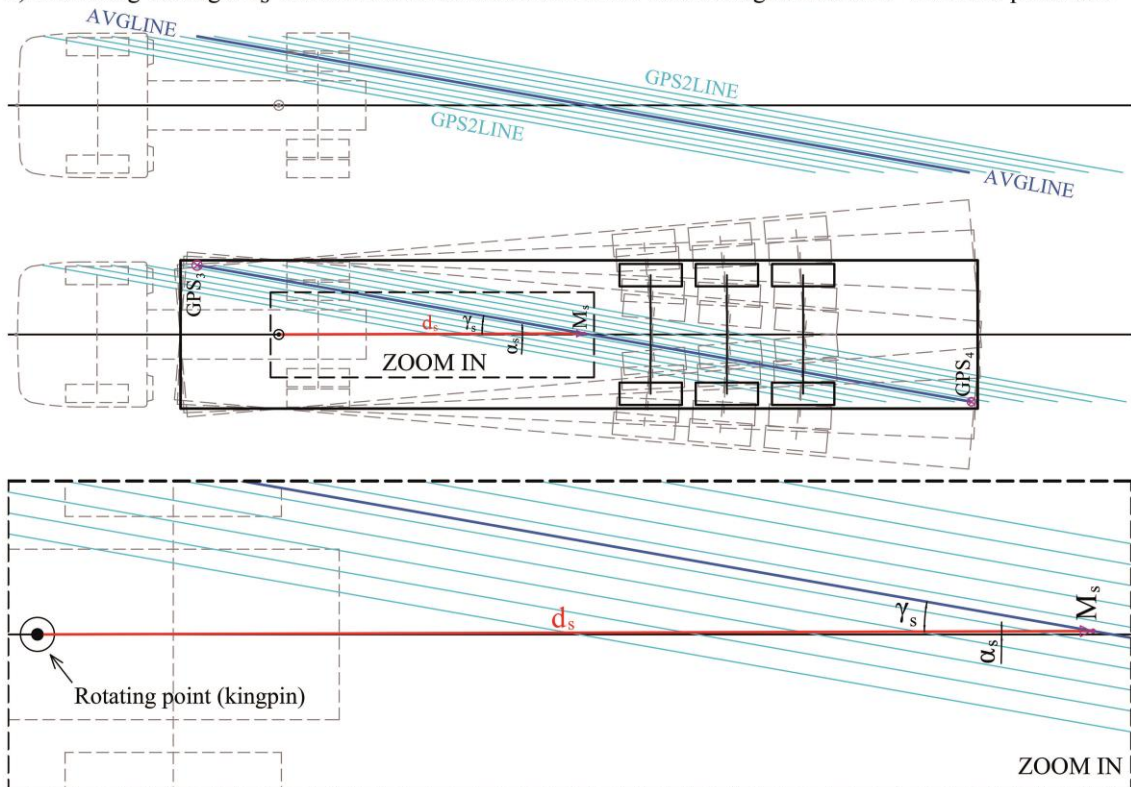 AVGLINE
GPS2LINE
GPS2LINE
AVGLINE
GPS₃
dₛ
γₛ
αₛ
Mₛ
ZOOM IN
GPS₄
dₛ
γₛ
αₛ
Mₛ
Rotating point (kingpin)
ZOOM IN